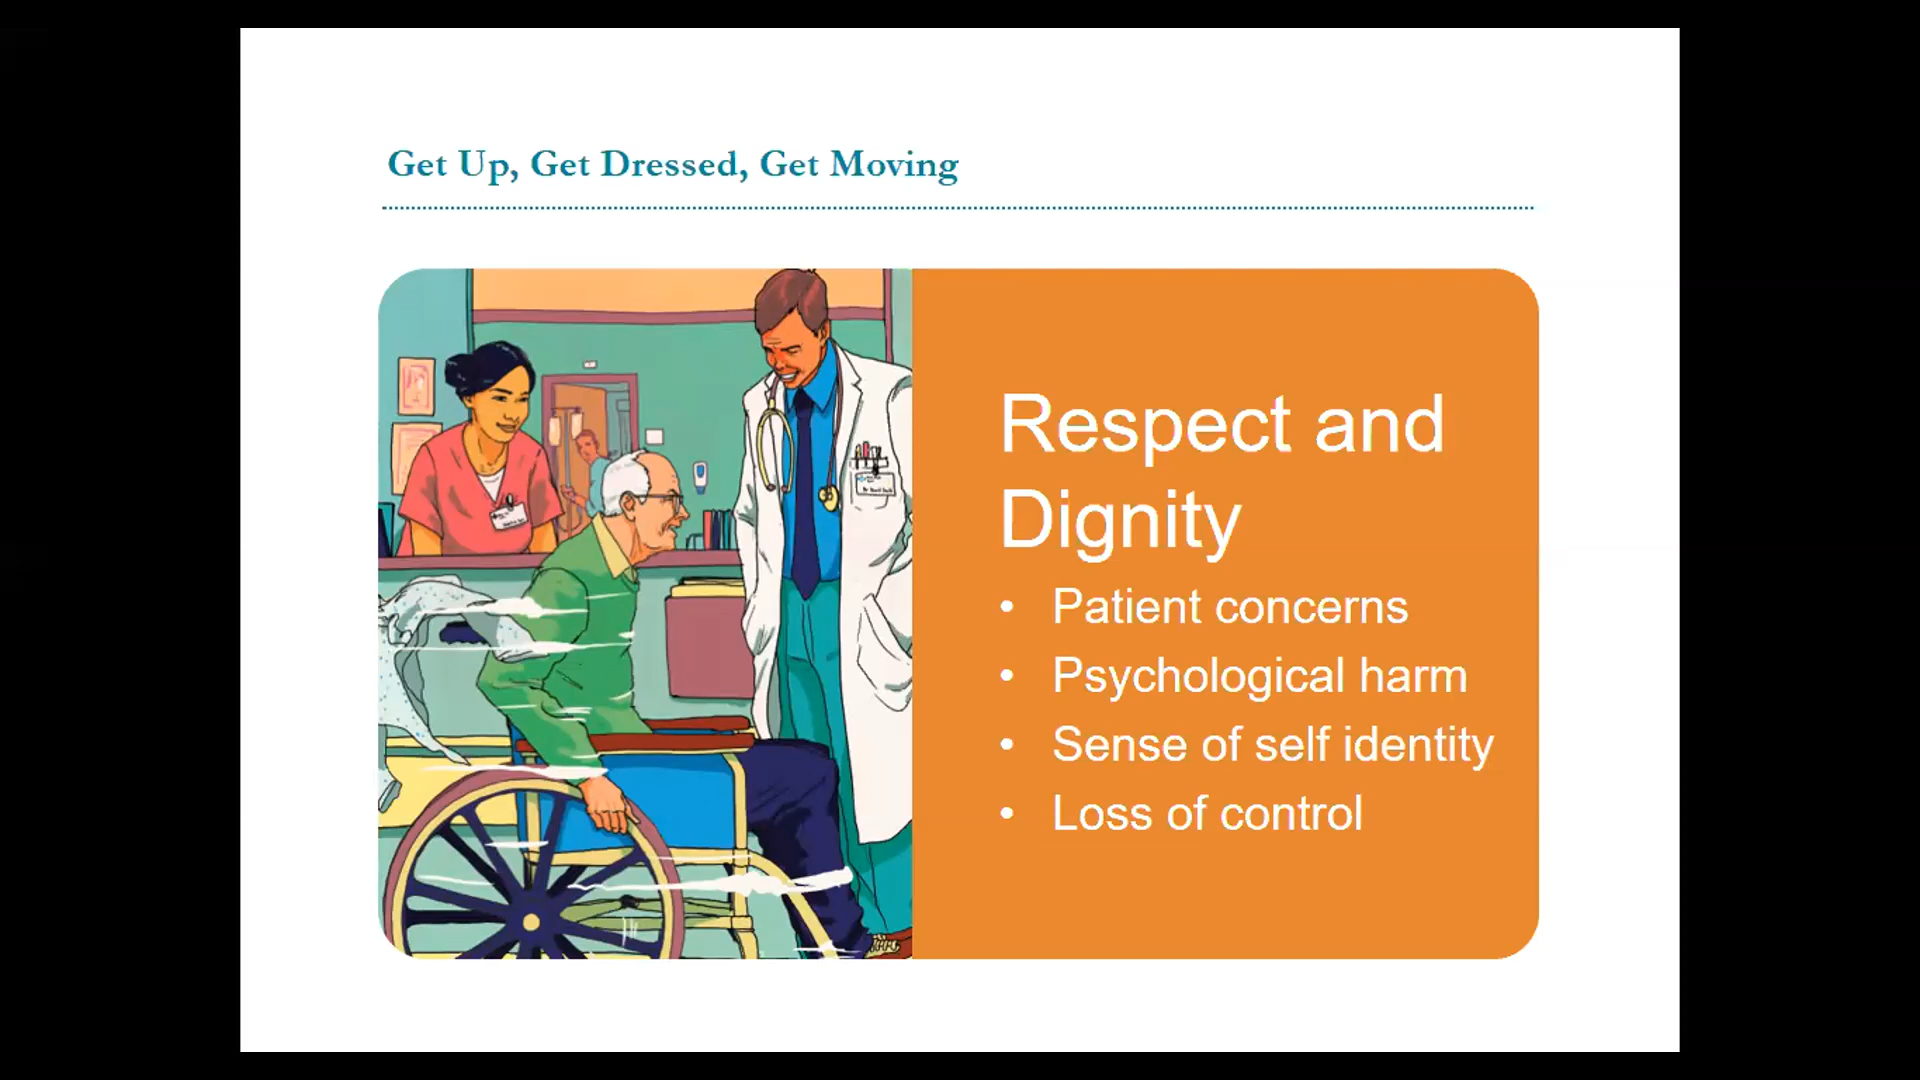 Get Up, Get Dressed, Get Moving
Respect and
Dignity
• Patient concerns
• Psychological harm
• Sense of self identity
• Loss of control